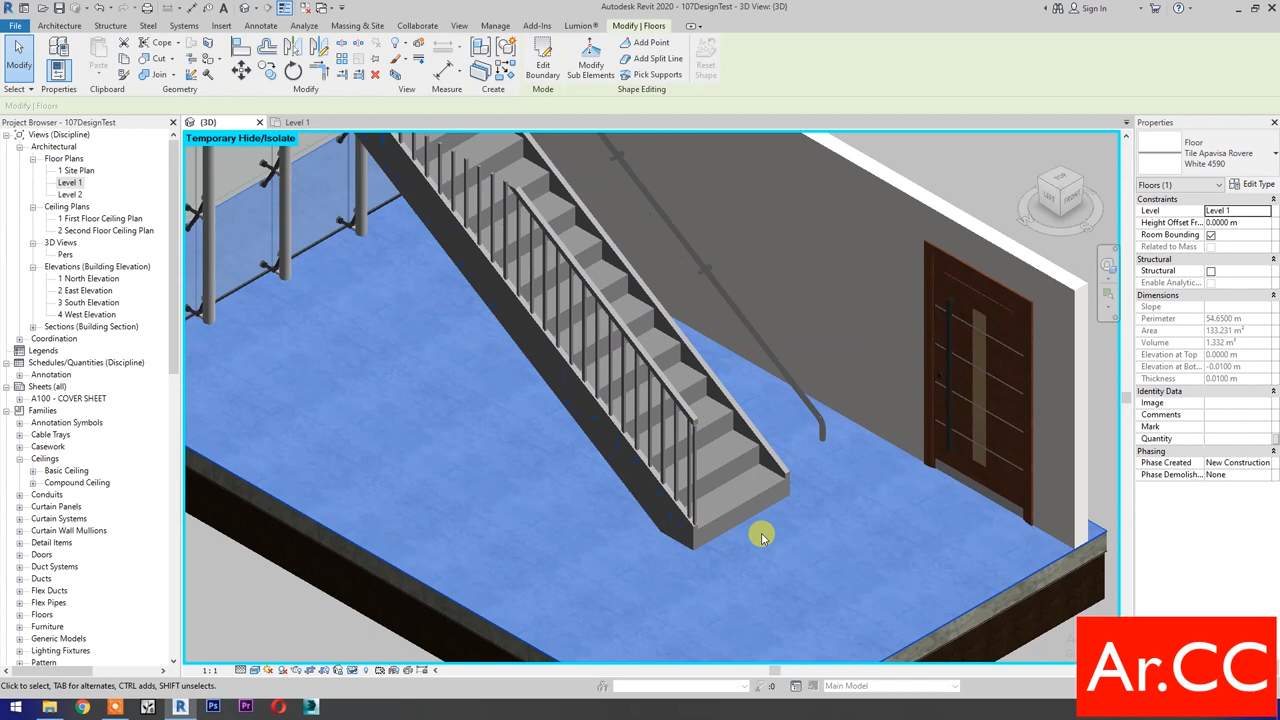 Autodesk Revit 2020 - 107DesignTest - 3D View: {3D}
Sign In
File Architecture Structure Steel Systems Insert Annotate Analyze Massing & Site Collaborate View Manage Add-Ins Lumion® Modify | Floors
Cope
Cut
Join
Modify
Paste
Edit Boundary
Modify Sub Elements
Add Point
Add Split Line
Pick Supports
Reset Shape
Select Properties Clipboard Geometry Modify View Measure Create Mode Shape Editing
Modify | Floors
Project Browser - 107DesignTest
Views (Discipline)
Architectural
Floor Plans
1 Site Plan
Level 1
Level 2
Ceiling Plans
1 First Floor Ceiling Plan
2 Second Floor Ceiling Plan
3D Views
Pers
Elevations (Building Elevation)
1 North Elevation
2 East Elevation
3 South Elevation
4 West Elevation
Sections (Building Section)
Coordination
Legends
Schedules/Quantities (Discipline)
Annotation
Sheets (all)
A100 - COVER SHEET
Families
Annotation Symbols
Cable Trays
Casework
Ceilings
Basic Ceiling
Compound Ceiling
Conduits
Curtain Panels
Curtain Systems
Curtain Wall Mullions
Detail Items
Doors
Duct Systems
Ducts
Flex Ducts
Flex Pipes
Floors
Furniture
Generic Models
Lighting Fixtures
Pattern
{3D}
Level 1
Temporary Hide/Isolate
TOP
LEFT
FRONT
Properties
Floor
Tile Apavisa Rovere White 4590
Floors (1)
Edit Type
Constraints
Level Level 1
Height Offset Fr... 0.0000 m
Room Bounding
Related to Mass
Structural
Structural
Enable Analytic...
Dimensions
Slope
Perimeter 54.6500 m
Area 133.231 m²
Volume 1.332 m³
Elevation at Top 0.0000 m
Elevation at Bot... -0.0100 m
Thickness 0.0100 m
Identity Data
Image
Comments
Mark
Quantity
Phasing
Phase Created New Construction
Phase Demolish... None
1 : 1
Click to select, TAB for alternates, CTRL adds, SHIFT unselects.
:0
Main Model
Ar.CC